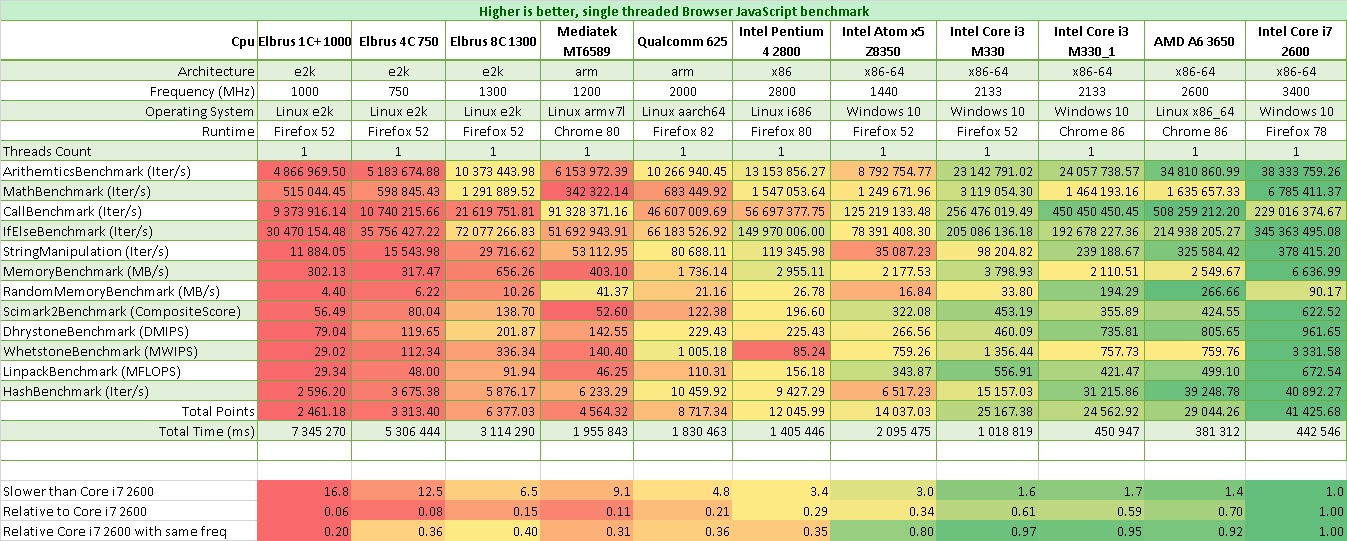 Higher is better, single threaded Browser JavaScript benchmark
Cpu Elbrus 1C+ 1000 Elbrus 4C 750 Elbrus 8C 1300 Mediatek MT6589 Qualcomm 625 Intel Pentium 4 2800 Intel Atom x5 Z8350 Intel Core i3 M330 Intel Core i3 M330_1 AMD A6 3650 Intel Core i7 2600
Architecture e2k e2k e2k arm arm x86 x86-64 x86-64 x86-64 x86-64 x86-64
Frequency (MHz) 1000 750 1300 1200 2000 2800 1440 2133 2133 2600 3400
Operating System Linux e2k Linux e2k Linux e2k Linux armv7l Linux aarch64 Linux i686 Windows 10 Windows 10 Windows 10 Linux x86_64 Windows 10
Runtime Firefox 52 Firefox 52 Firefox 52 Chrome 80 Firefox 82 Firefox 80 Firefox 52 Firefox 52 Chrome 86 Chrome 86 Firefox 78
Threads Count 1 1 1 1 1 1 1 1 1 1 1
ArithemticsBenchmark (Iter/s) 4 866 969.50 5 183 674.88 10 373 443.98 6 153 972.39 10 266 940.45 13 153 856.27 8 792 754.77 23 142 791.02 24 057 738.57 34 810 860.99 38 333 759.26
MathBenchmark (Iter/s) 515 044.45 598 845.43 1 291 889.52 342 322.14 683 449.92 1 547 053.64 1 249 671.96 3 119 054.30 1 464 193.16 1 635 657.33 6 785 411.37
CallBenchmark (Iter/s) 9 373 916.14 10 740 215.66 21 619 751.81 91 328 371.16 46 607 009.69 56 697 377.75 125 219 133.48 256 476 019.49 450 450 450.45 508 259 212.20 229 016 374.67
IfElseBenchmark (Iter/s) 30 470 154.48 35 756 427.22 72 077 266.83 51 692 943.91 66 183 526.92 149 970 006.00 78 391 408.30 205 086 136.18 192 678 227.36 214 938 205.27 345 363 495.08
StringManipulation (Iter/s) 11 884.05 15 543.98 29 716.62 53 112.95 80 688.11 119 345.98 35 087.23 98 204.82 239 188.67 325 584.42 378 415.20
MemoryBenchmark (MB/s) 302.13 317.47 656.26 403.10 1 736.14 2 955.11 2 177.53 3 798.93 2 110.51 2 549.67 6 636.99
RandomMemoryBenchmark (MB/s) 4.40 6.22 10.26 41.37 21.16 26.78 16.84 33.80 194.29 266.66 90.17
Scimark2Benchmark (CompositeScore) 56.49 80.04 138.70 52.60 122.38 196.60 322.08 453.19 355.89 424.55 622.52
DhrystoneBenchmark (DMIPS) 79.04 119.65 201.87 142.55 229.43 225.43 266.56 460.09 735.81 805.65 961.65
WhetstoneBenchmark (MWIPS) 29.02 112.34 336.34 140.40 1 005.18 85.24 759.26 1 356.44 757.73 759.76 3 331.58
LinpackBenchmark (MFLOPS) 29.34 48.00 91.94 46.25 110.31 156.18 343.87 556.91 421.47 499.10 672.54
HashBenchmark (Iter/s) 2 596.20 3 675.38 5 876.17 6 233.29 10 459.92 9 427.29 6 517.23 15 157.03 31 215.86 39 248.78 40 892.27
Total Points 2 461.18 3 313.40 6 377.03 4 564.32 8 717.34 12 045.99 14 037.03 25 167.38 24 562.92 29 044.26 41 425.68
Total Time (ms) 7 345 270 5 306 444 3 114 290 1 955 843 1 830 463 1 405 446 2 095 475 1 018 819 450 947 381 312 442 546
Slower than Core i7 2600 16.8 12.5 6.5 9.1 4.8 3.4 3.0 1.6 1.7 1.4 1.0
Relative to Core i7 2600 0.06 0.08 0.15 0.11 0.21 0.29 0.34 0.61 0.59 0.70 1.00
Relative Core i7 2600 with same freq 0.20 0.36 0.40 0.31 0.36 0.35 0.80 0.97 0.95 0.92 1.00